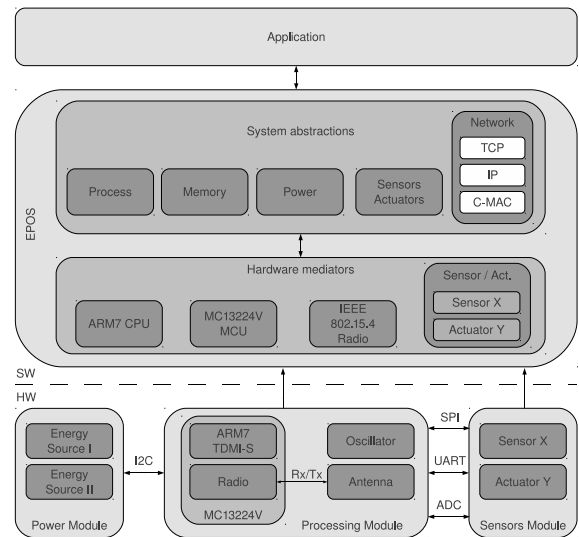 Application
EPOS
System abstractions
Process
Memory
Power
Sensors
Actuators
Network
TCP
IP
C-MAC
Hardware mediators
ARM7 CPU
MC13224V
MCU
IEEE
802.15.4
Radio
Sensor / Act.
Sensor X
Actuator Y
SW
HW
Energy
Source I
Energy
Source II
Power Module
I2C
ARM7
TDMI-S
Radio
MC13224V
Rx/Tx
Oscillator
Antenna
Processing Module
SPI
UART
ADC
Sensor X
Actuator Y
Sensors Module